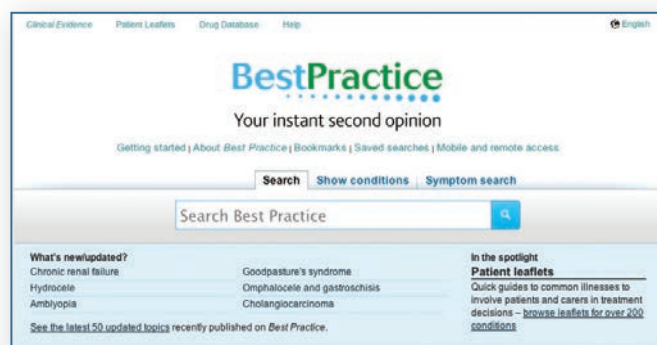 Clinical Evidence Patient Leaflets Drug Database Help English
BestPractice
Your instant second opinion
Getting started | About Best Practice | Bookmarks | Saved searches | Mobile and remote access
Search Show conditions Symptom search
Search Best Practice
What's new/updated?
Chronic renal failure Goodpasture's syndrome
Hydrocele Omphalocele and gastroschisis
Amblyopia Cholangiocarcinoma
See the latest 50 updated topics recently published on Best Practice.
In the spotlight
Patient leaflets
Quick guides to common illnesses to
involve patients and carers in treatment
decisions – browse leaflets for over 200
conditions